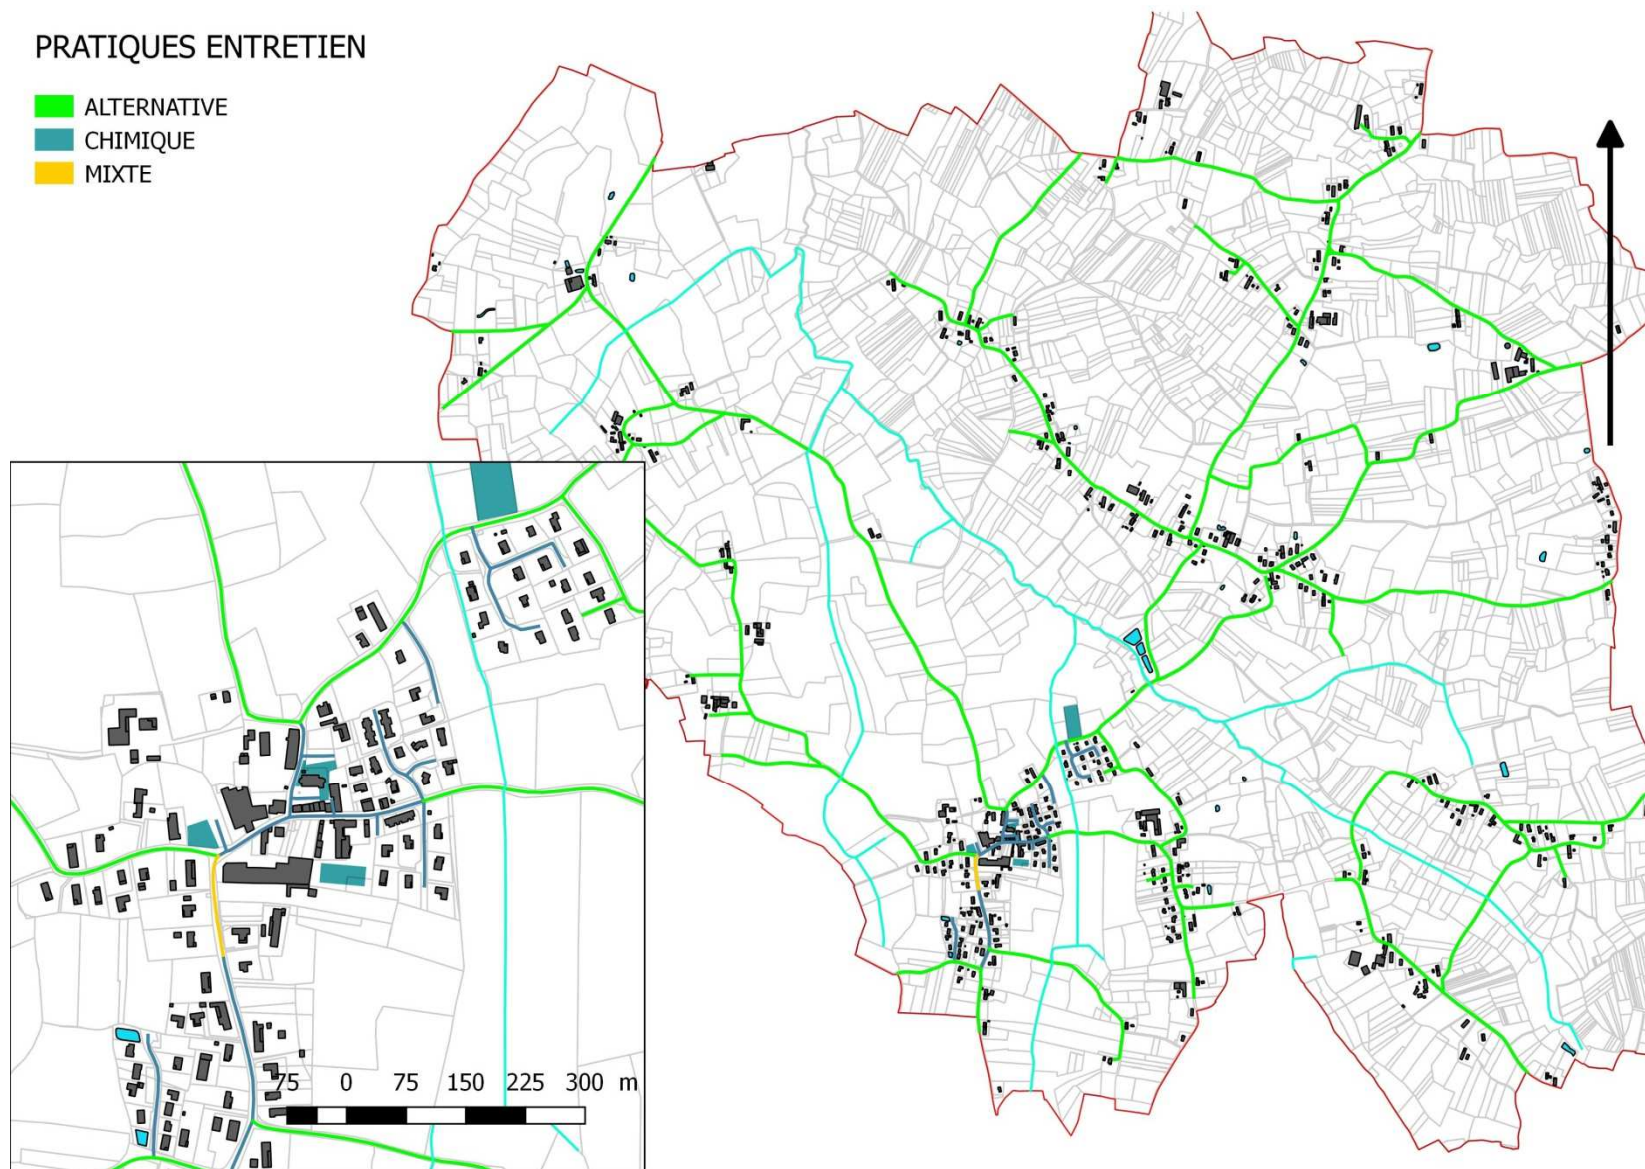 PRATIQUES ENTRETIEN
ALTERNATIVE
CHIMIQUE
MIXTE
75 0 75 150 225 300 m